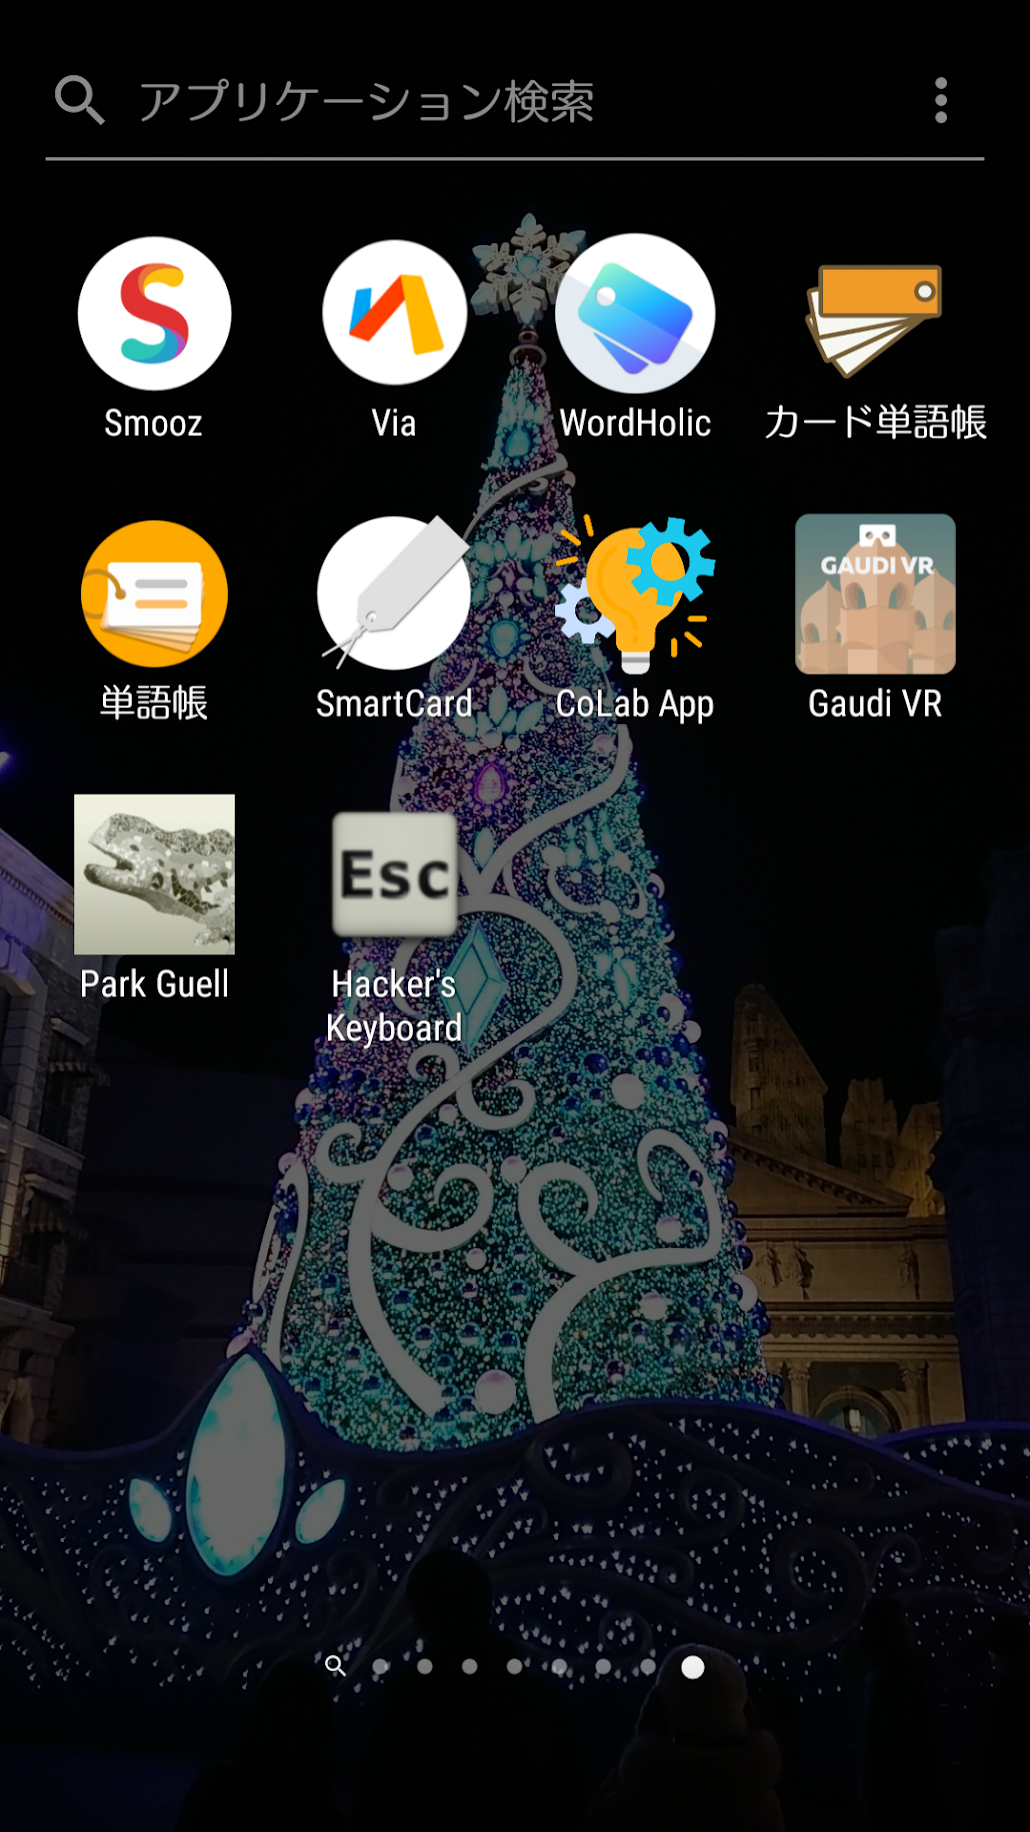 アプリケーション検索
Smooz
Via
WordHolic
カード単語帳
GAUDI VR
単語帳
SmartCard
CoLab App
Gaudi VR
Esc
Park Guell
Hacker's
Keyboard